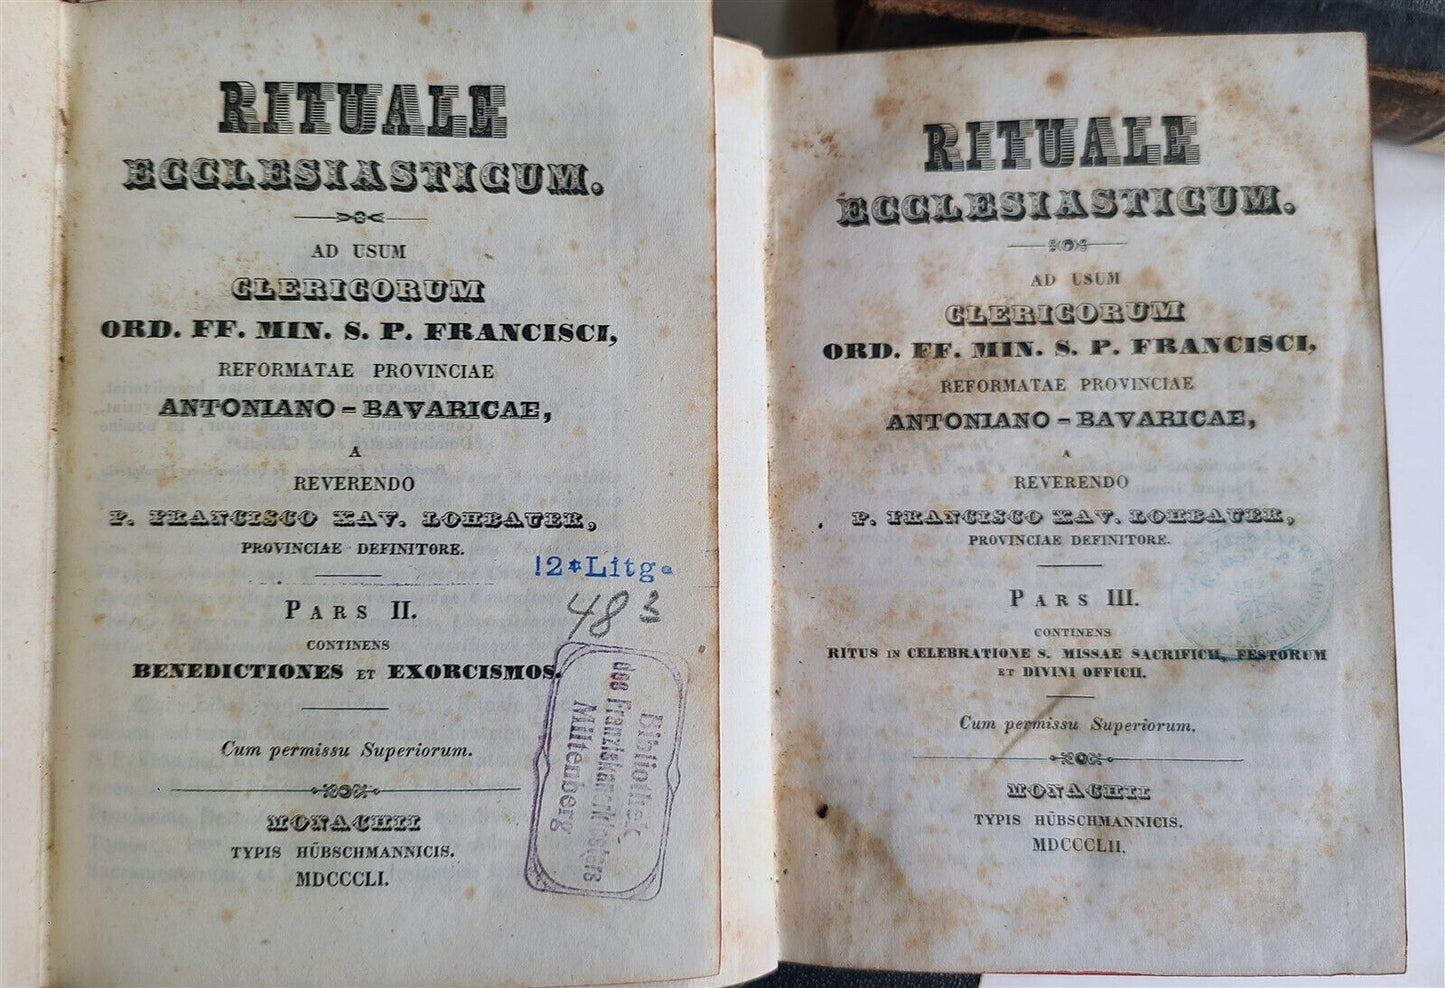 RITUALE
ECCLESIASTICUM.
AD USUM
CLERICORUM
ORD. FF. MIN. S. P. FRANCISCI,
REFORMATAE PROVINCIAE
ANTONIANO-BAVARICAE,
A
REVERENDO
P. FRANCISCO XAV. LOHBAUER,
PROVINCIAE DEFINITORE.
12*Litg.
483
PARS II.
CONTINENS
BENEDICTIONES ET EXORCISMOS.
Bibliothek
des Franziskanerklosters
Miltenberg
Cum permissu Superiorum.
MONACHII
TYPIS HÜBSCHMANNICIS.
MDCCCLI.
RITUALE
ECCLESIASTICUM.
AD USUM
CLERICORUM
ORD. FF. MIN. S. P. FRANCISCI,
REFORMATAE PROVINCIAE
ANTONIANO-BAVARICAE,
A
REVERENDO
P. FRANCISCO XAV. LOHBAUER,
PROVINCIAE DEFINITORE.
PARS III.
CONTINENS
RITUS IN CELEBRATIONE S. MISSAE SACRIFICII, FESTORUM
ET DIVINI OFFICII.
Cum permissu Superiorum.
MONACHII
TYPIS HÜBSCHMANNICIS.
MDCCCLII.